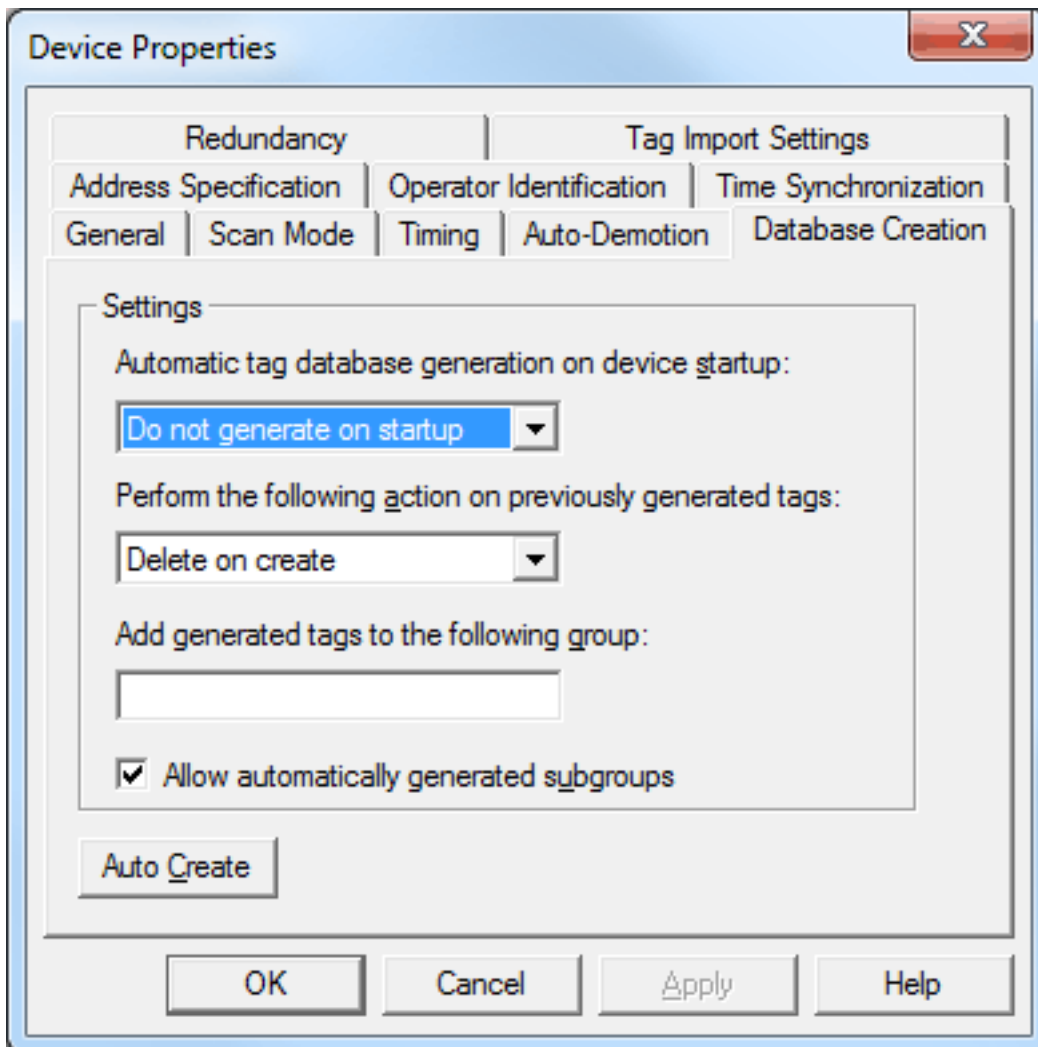 Device Properties
Redundancy Tag Import Settings
Address Specification Operator Identification Time Synchronization
General Scan Mode Timing Auto-Demotion Database Creation
Settings
Automatic tag database generation on device startup:
Do not generate on startup
Perform the following action on previously generated tags:
Delete on create
Add generated tags to the following group:
Allow automatically generated subgroups
Auto Create
OK Cancel Apply Help